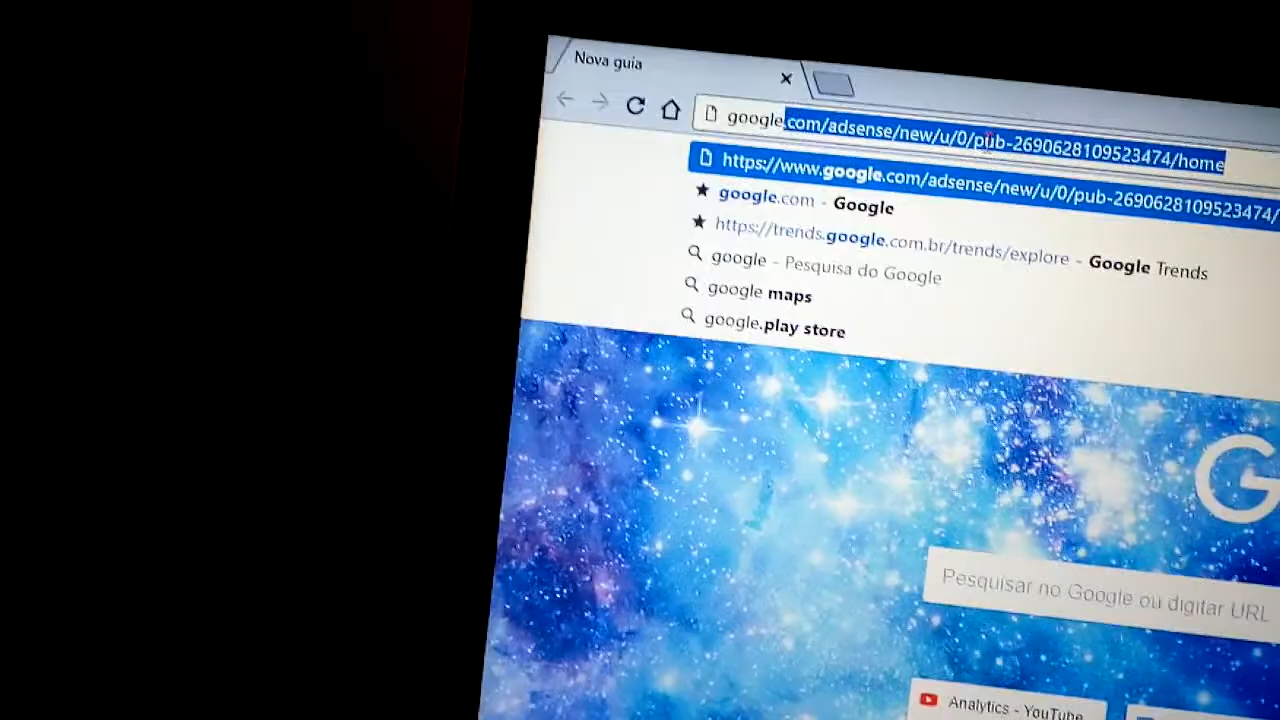 Nova guia
google.com/adsense/new/u/0/pub-2690628109523474/home
https://www.google.com/adsense/new/u/0/pub-2690628109523474/
google.com - Google
https://trends.google.com.br/trends/explore - Google Trends
google - Pesquisa do Google
google maps
google.play store
G
Pesquisar no Google ou digitar URL
Analytics - YouTube